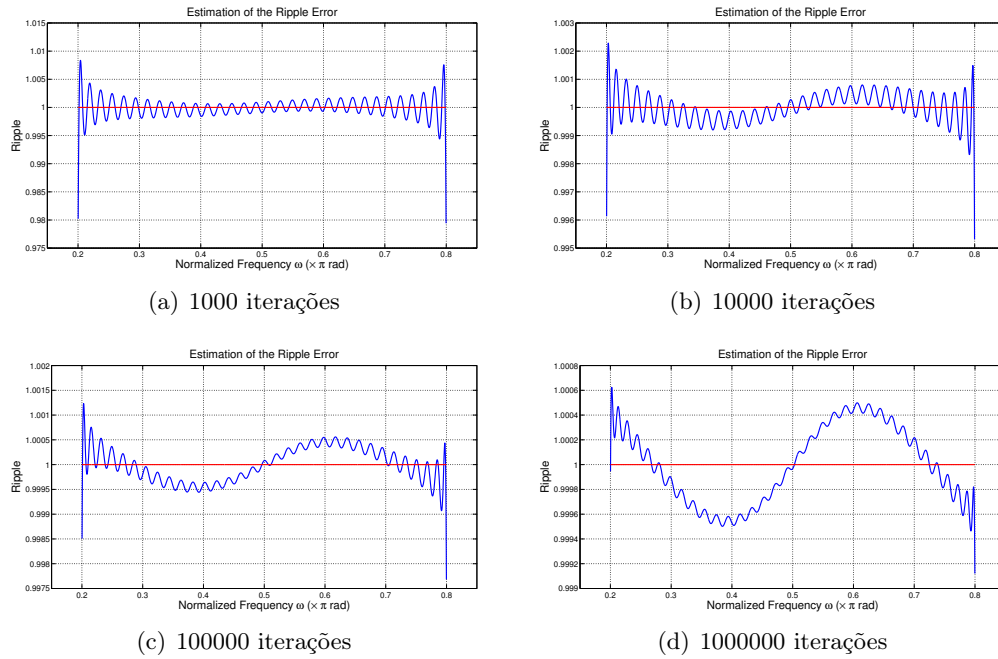 Estimation of the Ripple Error
1.015
1.01
1.005
1
0.995
0.99
0.985
0.98
0.975
Ripple
0.2 0.3 0.4 0.5 0.6 0.7 0.8
Normalized Frequency ω (× π rad)
(a) 1000 iterações
Estimation of the Ripple Error
1.003
1.002
1.001
1
0.999
0.998
0.997
0.996
0.995
Ripple
0.2 0.3 0.4 0.5 0.6 0.7 0.8
Normalized Frequency ω (× π rad)
(b) 10000 iterações
Estimation of the Ripple Error
1.002
1.0015
1.001
1.0005
1
0.9995
0.999
0.9985
0.998
0.9975
Ripple
0.2 0.3 0.4 0.5 0.6 0.7 0.8
Normalized Frequency ω (× π rad)
(c) 100000 iterações
Estimation of the Ripple Error
1.0008
1.0006
1.0004
1.0002
1
0.9998
0.9996
0.9994
0.9992
0.999
Ripple
0.2 0.3 0.4 0.5 0.6 0.7 0.8
Normalized Frequency ω (× π rad)
(d) 1000000 iterações